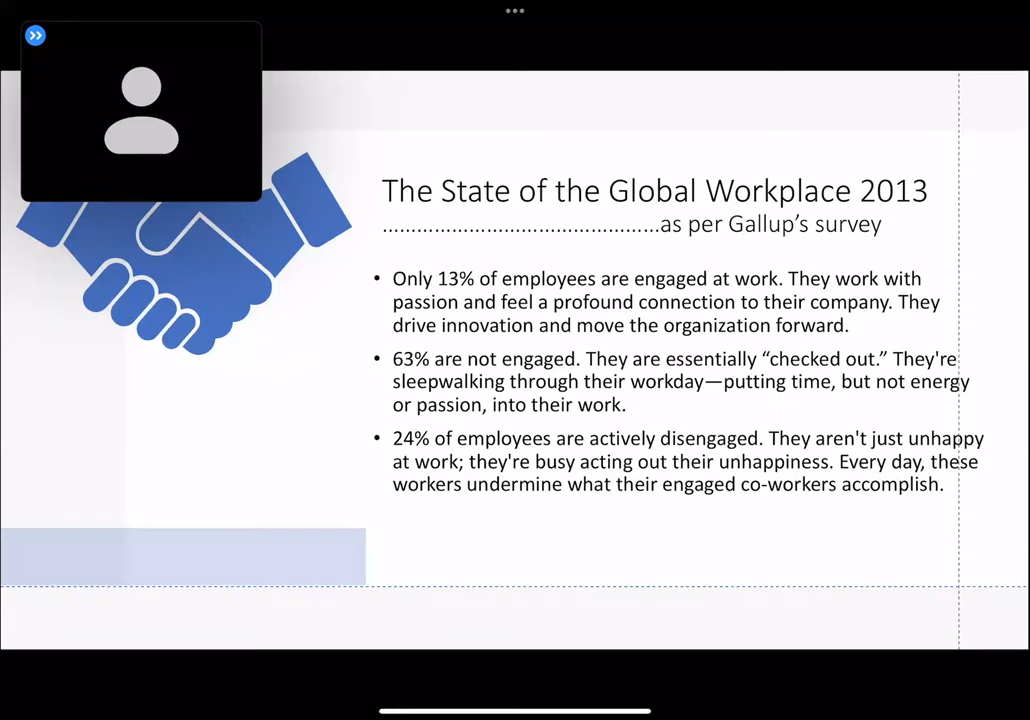 The State of the Global Workplace 2013
…………………………………………as per Gallup’s survey
• Only 13% of employees are engaged at work. They work with
passion and feel a profound connection to their company. They
drive innovation and move the organization forward.
• 63% are not engaged. They are essentially “checked out.” They're
sleepwalking through their workday—putting time, but not energy
or passion, into their work.
• 24% of employees are actively disengaged. They aren't just unhappy
at work; they're busy acting out their unhappiness. Every day, these
workers undermine what their engaged co-workers accomplish.